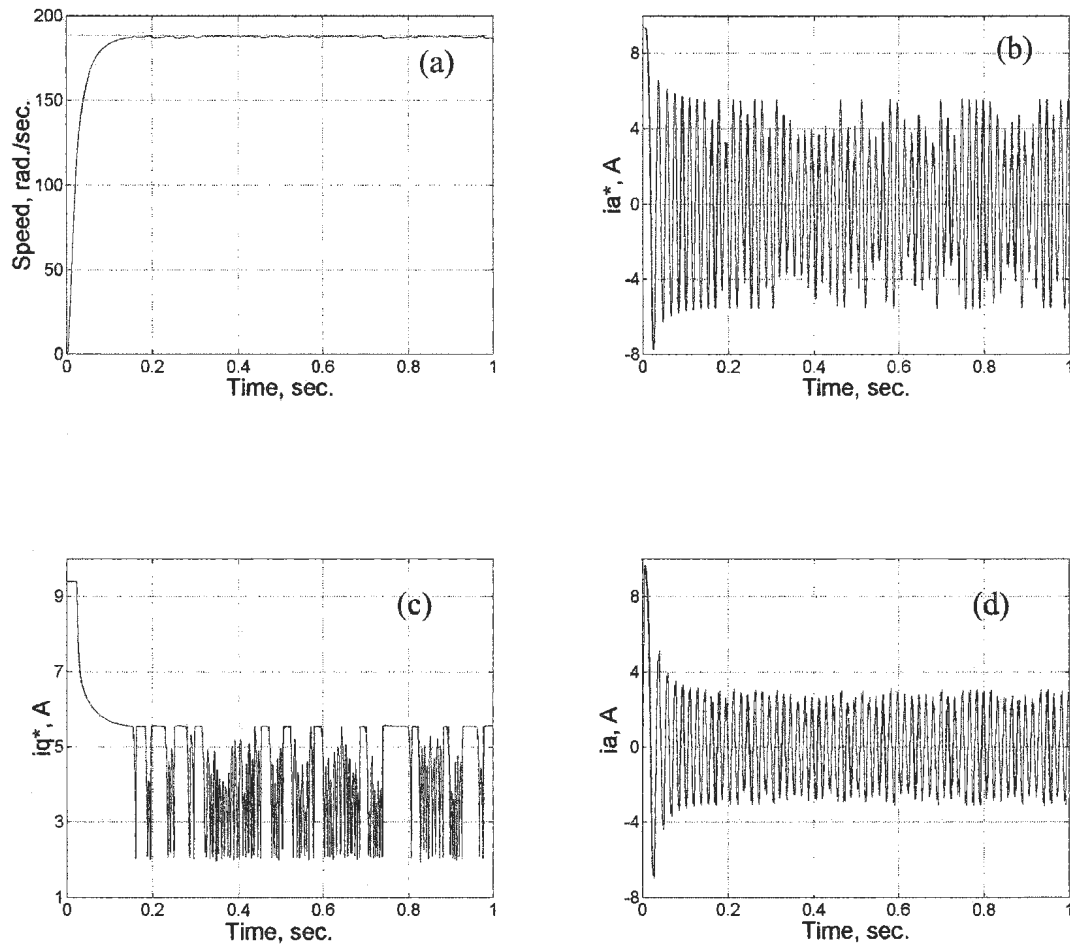 (a)
Speed, rad./sec.
200
150
100
50
0
0 0.2 0.4 0.6 0.8 1
Time, sec.
(b)
ia*, A
8
4
0
-4
-8
0 0.2 0.4 0.6 0.8 1
Time, sec.
(c)
iq*, A
9
7
5
3
1
0 0.2 0.4 0.6 0.8 1
Time, sec.
(d)
ia, A
8
4
0
-4
-8
0 0.2 0.4 0.6 0.8 1
Time, sec.